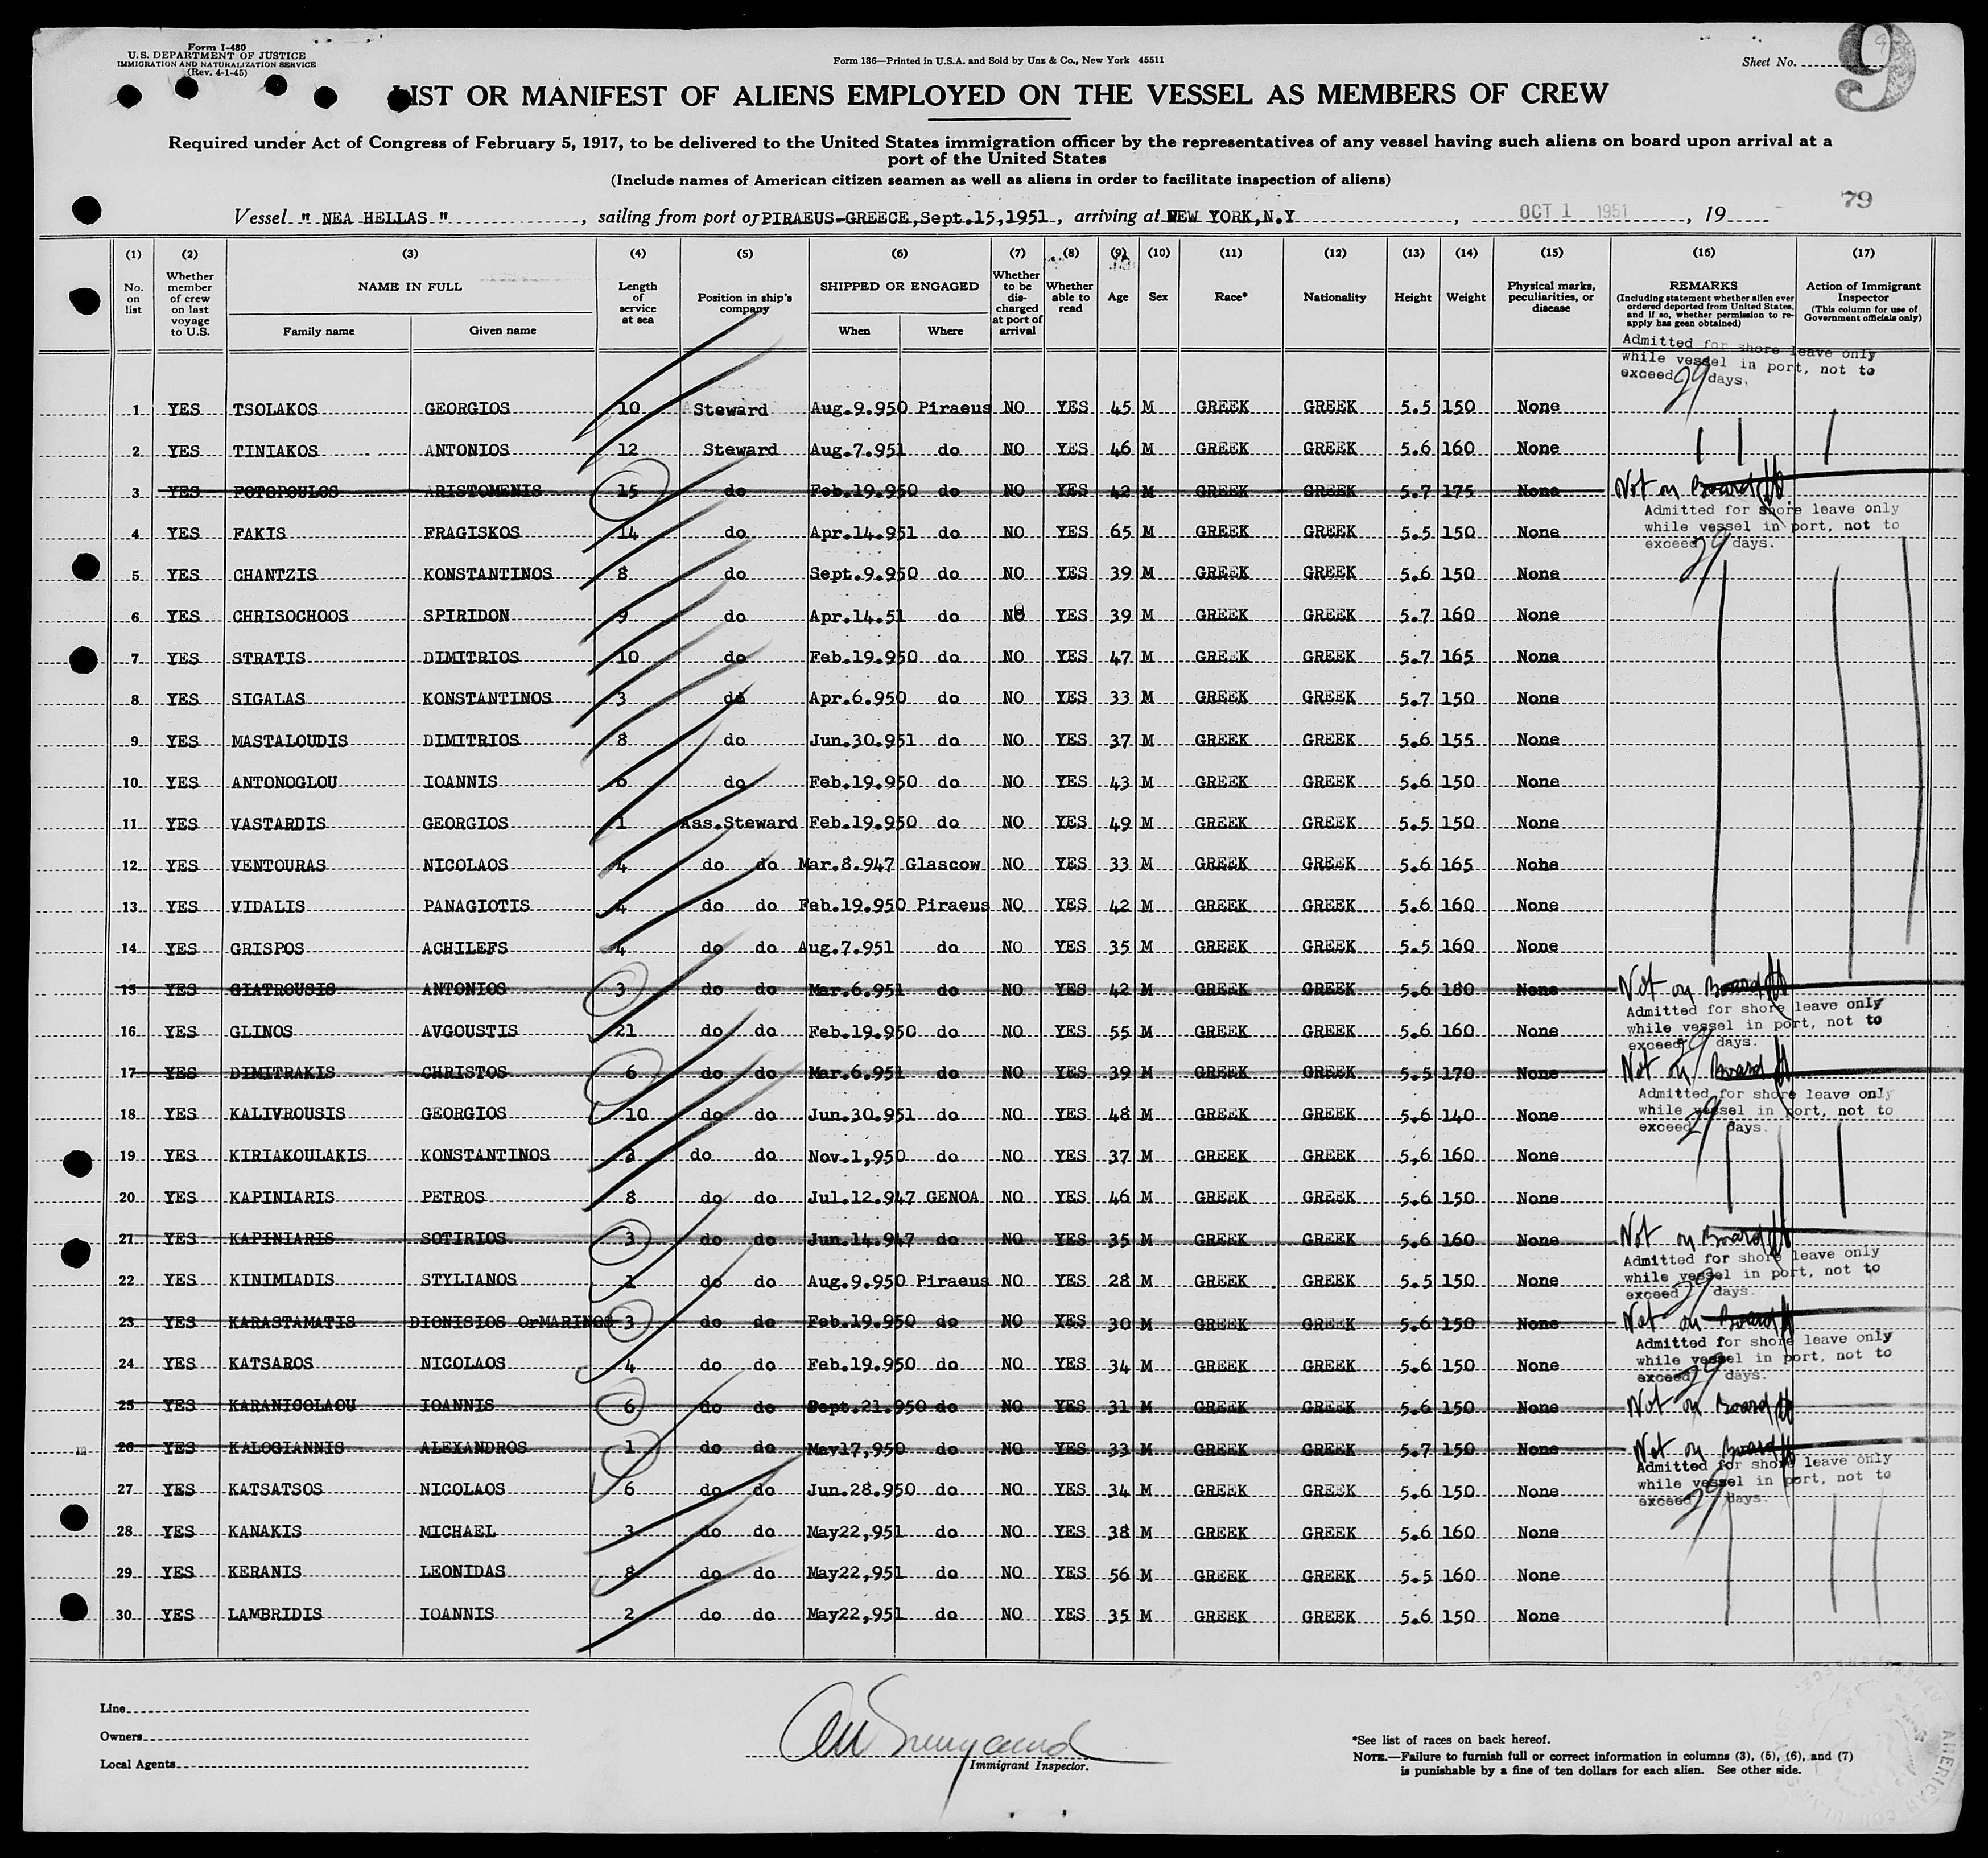 Form I-480
U.S. DEPARTMENT OF JUSTICE
IMMIGRATION AND NATURALIZATION SERVICE
(Rev. 4-1-45)
Form 136—Printed in U.S.A. and Sold by Unz & Co., New York 45511
Sheet No. 9
9
LIST OR MANIFEST OF ALIENS EMPLOYED ON THE VESSEL AS MEMBERS OF CREW
Required under Act of Congress of February 5, 1917, to be delivered to the United States immigration officer by the representatives of any vessel having such aliens on board upon arrival at a
port of the United States
(Include names of American citizen seamen as well as aliens in order to facilitate inspection of aliens)
79
Vessel " NEA HELLAS ", sailing from port of PIRAEUS-GREECE, Sept.15,1951, arriving at NEW YORK, N.Y, OCT 1 1951, 19
(1) (2) (3) (4) (5) (6) (7) (8) (9) (10) (11) (12) (13) (14) (15) (16) (17)
No. on list
Whether member of crew on last voyage to U.S.
NAME IN FULL
Family name
Given name
Length of service at sea
Position in ship's company
SHIPPED OR ENGAGED
When
Where
Whether to be dis-charged at port of arrival
Whether able to read
Age
Sex
Race*
Nationality
Height
Weight
Physical marks, peculiarities, or disease
REMARKS
(Including statement whether alien ever ordered deported from United States, and if so, whether permission to re-apply has geen obtained)
Action of Immigrant Inspector
(This column for use of Government officials only)
Admitted for shore leave only
while vessel in port, not to
exceed 29 days.
1 YES TSOLAKOS GEORGIOS 10 Steward Aug.9.950 Piraeus NO YES 45 M GREEK GREEK 5.5 150 None
2 YES TINIAKOS ANTONIOS 12 Steward Aug.7.951 do NO YES 46 M GREEK GREEK 5.6 160 None
3 YES FOTOPOULOS ARISTOMENIS 15 do Feb.19.950 do NO YES 42 M GREEK GREEK 5.7 175 None Not on Board
Admitted for shore leave only
while vessel in port, not to
exceed 29 days.
4 YES FAKIS FRAGISKOS 14 do Apr.14.951 do NO YES 65 M GREEK GREEK 5.5 150 None
5 YES CHANTZIS KONSTANTINOS 8 do Sept.9.950 do NO YES 39 M GREEK GREEK 5.6 150 None
6 YES CHRISOCHOOS SPIRIDON 9 do Apr.14.51 do NO YES 39 M GREEK GREEK 5.7 160 None
7 YES STRATIS DIMITRIOS 10 do Feb.19.950 do NO YES 47 M GREEK GREEK 5.7 165 None
8 YES SIGALAS KONSTANTINOS 3 do Apr.6.950 do NO YES 33 M GREEK GREEK 5.7 150 None
9 YES MASTALOUDIS DIMITRIOS 8 do Jun.30.951 do NO YES 37 M GREEK GREEK 5.6 155 None
10 YES ANTONOGLOU IOANNIS 6 do Feb.19.950 do NO YES 43 M GREEK GREEK 5.6 150 None
11 YES VASTARDIS GEORGIOS 1 Ass.Steward Feb.19.950 do NO YES 49 M GREEK GREEK 5.5 150 None
12 YES VENTOURAS NICOLAOS 4 do do Mar.8.947 Glascow NO YES 33 M GREEK GREEK 5.6 165 None
13 YES VIDALIS PANAGIOTIS 4 do do Feb.19.950 Piraeus NO YES 42 M GREEK GREEK 5.6 160 None
14 YES GRISPOS ACHILEFS 4 do do Aug.7.951 do NO YES 35 M GREEK GREEK 5.5 160 None
15 YES GIATROUSIS ANTONIOS 3 do do Mar.6.951 do NO YES 42 M GREEK GREEK 5.6 180 None Not on Board
Admitted for shore leave only
while vessel in port, not to
exceed 29 days.
16 YES GLINOS AVGOUSTIS 21 do do Feb.19.950 do NO YES 55 M GREEK GREEK 5.6 160 None
17 YES DIMITRAKIS CHRISTOS 6 do do Mar.6.951 do NO YES 39 M GREEK GREEK 5.5 170 None Not on Board
Admitted for shore leave only
while vessel in port, not to
exceed 29 days.
18 YES KALIVROUSIS GEORGIOS 10 do do Jun.30.951 do NO YES 48 M GREEK GREEK 5.6 140 None
19 YES KIRIAKOULAKIS KONSTANTINOS 3 do do Nov.1,950 do NO YES 37 M GREEK GREEK 5,6 160 None
20 YES KAPINIARIS PETROS 8 do do Jul.12.947 GENOA NO YES 46 M GREEK GREEK 5.6 150 None
21 YES KAPINIARIS SOTIRIOS 3 do do Jun.14.947 do NO YES 35 M GREEK GREEK 5.6 160 None Not on Board
Admitted for shore leave only
while vessel in port, not to
exceed 29 days.
22 YES KINIMIADIS STYLIANOS 1 do do Aug.9.950 Piraeus NO YES 28 M GREEK GREEK 5.5 150 None
23 YES KARASTAMATIS DIONISIOS OrMARINOS 3 do do Feb.19.950 do NO YES 30 M GREEK GREEK 5.6 150 None Not on Board
Admitted for shore leave only
while vessel in port, not to
exceed 29 days.
24 YES KATSAROS NICOLAOS 4 do do Feb.19.950 do NO YES 34 M GREEK GREEK 5.6 150 None
25 YES KARANICOLAOU IOANNIS 6 do do Sept.21.950 do NO YES 31 M GREEK GREEK 5.6 150 None Not on Board
26 YES KALOGIANNIS ALEXANDROS 1 do do May17,950 do NO YES 33 M GREEK GREEK 5.7 150 None Not on Board
Admitted for shore leave only
while vessel in port, not to
exceed 29 days.
27 YES KATSATSOS NICOLAOS 6 do do Jun.28.950 do NO YES 34 M GREEK GREEK 5.6 150 None
28 YES KANAKIS MICHAEL 3 do do May22,951 do NO YES 38 M GREEK GREEK 5.6 160 None
29 YES KERANIS LEONIDAS 8 do do May22,951 do NO YES 56 M GREEK GREEK 5.5 160 None
30 YES LAMBRIDIS IOANNIS 2 do do May22,951 do NO YES 35 M GREEK GREEK 5.6 150 None
Line
Owners
Local Agents
Immigrant Inspector.
*See list of races on back hereof.
NOTE.—Failure to furnish full or correct information in columns (3), (5), (6), and (7)
is punishable by a fine of ten dollars for each alien. See other side.
AMERICAN